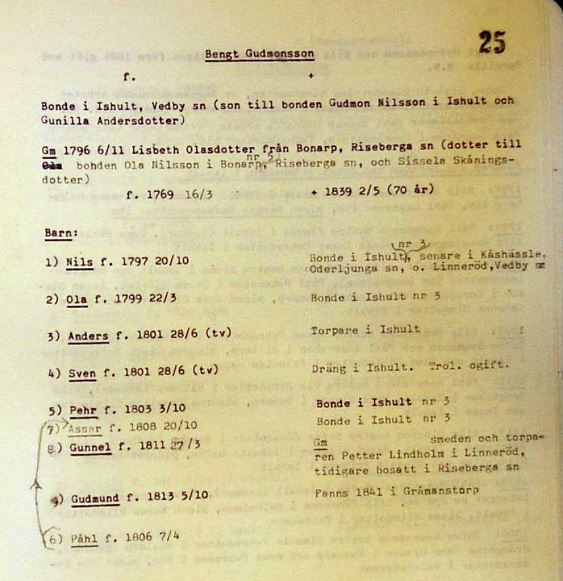 25
Bengt Gudmonsson
f. +
Bonde i Ishult, Vedby sn (son till bonden Gudmon Nilsson i Ishult och
Gunilla Andersdotter)
Gm 1796 6/11 Lisbeth Olasdotter från Bonarp, Riseberga sn (dotter till
bonden Ola Nilsson i Bonarp, nr 5 Riseberga sn, och Sissela Skånings-
dotter)
f. 1769 16/3 + 1839 2/5 (70 år)
Barn:
1) Nils f. 1797 20/10 Bonde i Ishult, nr 3 senare i Kåshässle,
Oderljunga sn, o. Linneröd, Vedby
2) Ola f. 1799 22/3 Bonde i Ishult nr 3
3) Anders f. 1801 28/6 (tv) Torpare i Ishult
4) Sven f. 1801 28/6 (tv) Dräng i Ishult. Trol. ogift.
5) Pehr f. 1803 3/10 Bonde i Ishult nr 3
7) Assar f. 1808 20/10 Bonde i Ishult nr 3
8) Gunnel f. 1811 27/3 Gm smeden och torpa-
ren Petter Lindholm i Linneröd,
tidigare bosatt i Riseberga sn
9) Gudmund f. 1813 5/10 Fanns 1841 i Gråmanstorp
6) Påhl f. 1806 7/4